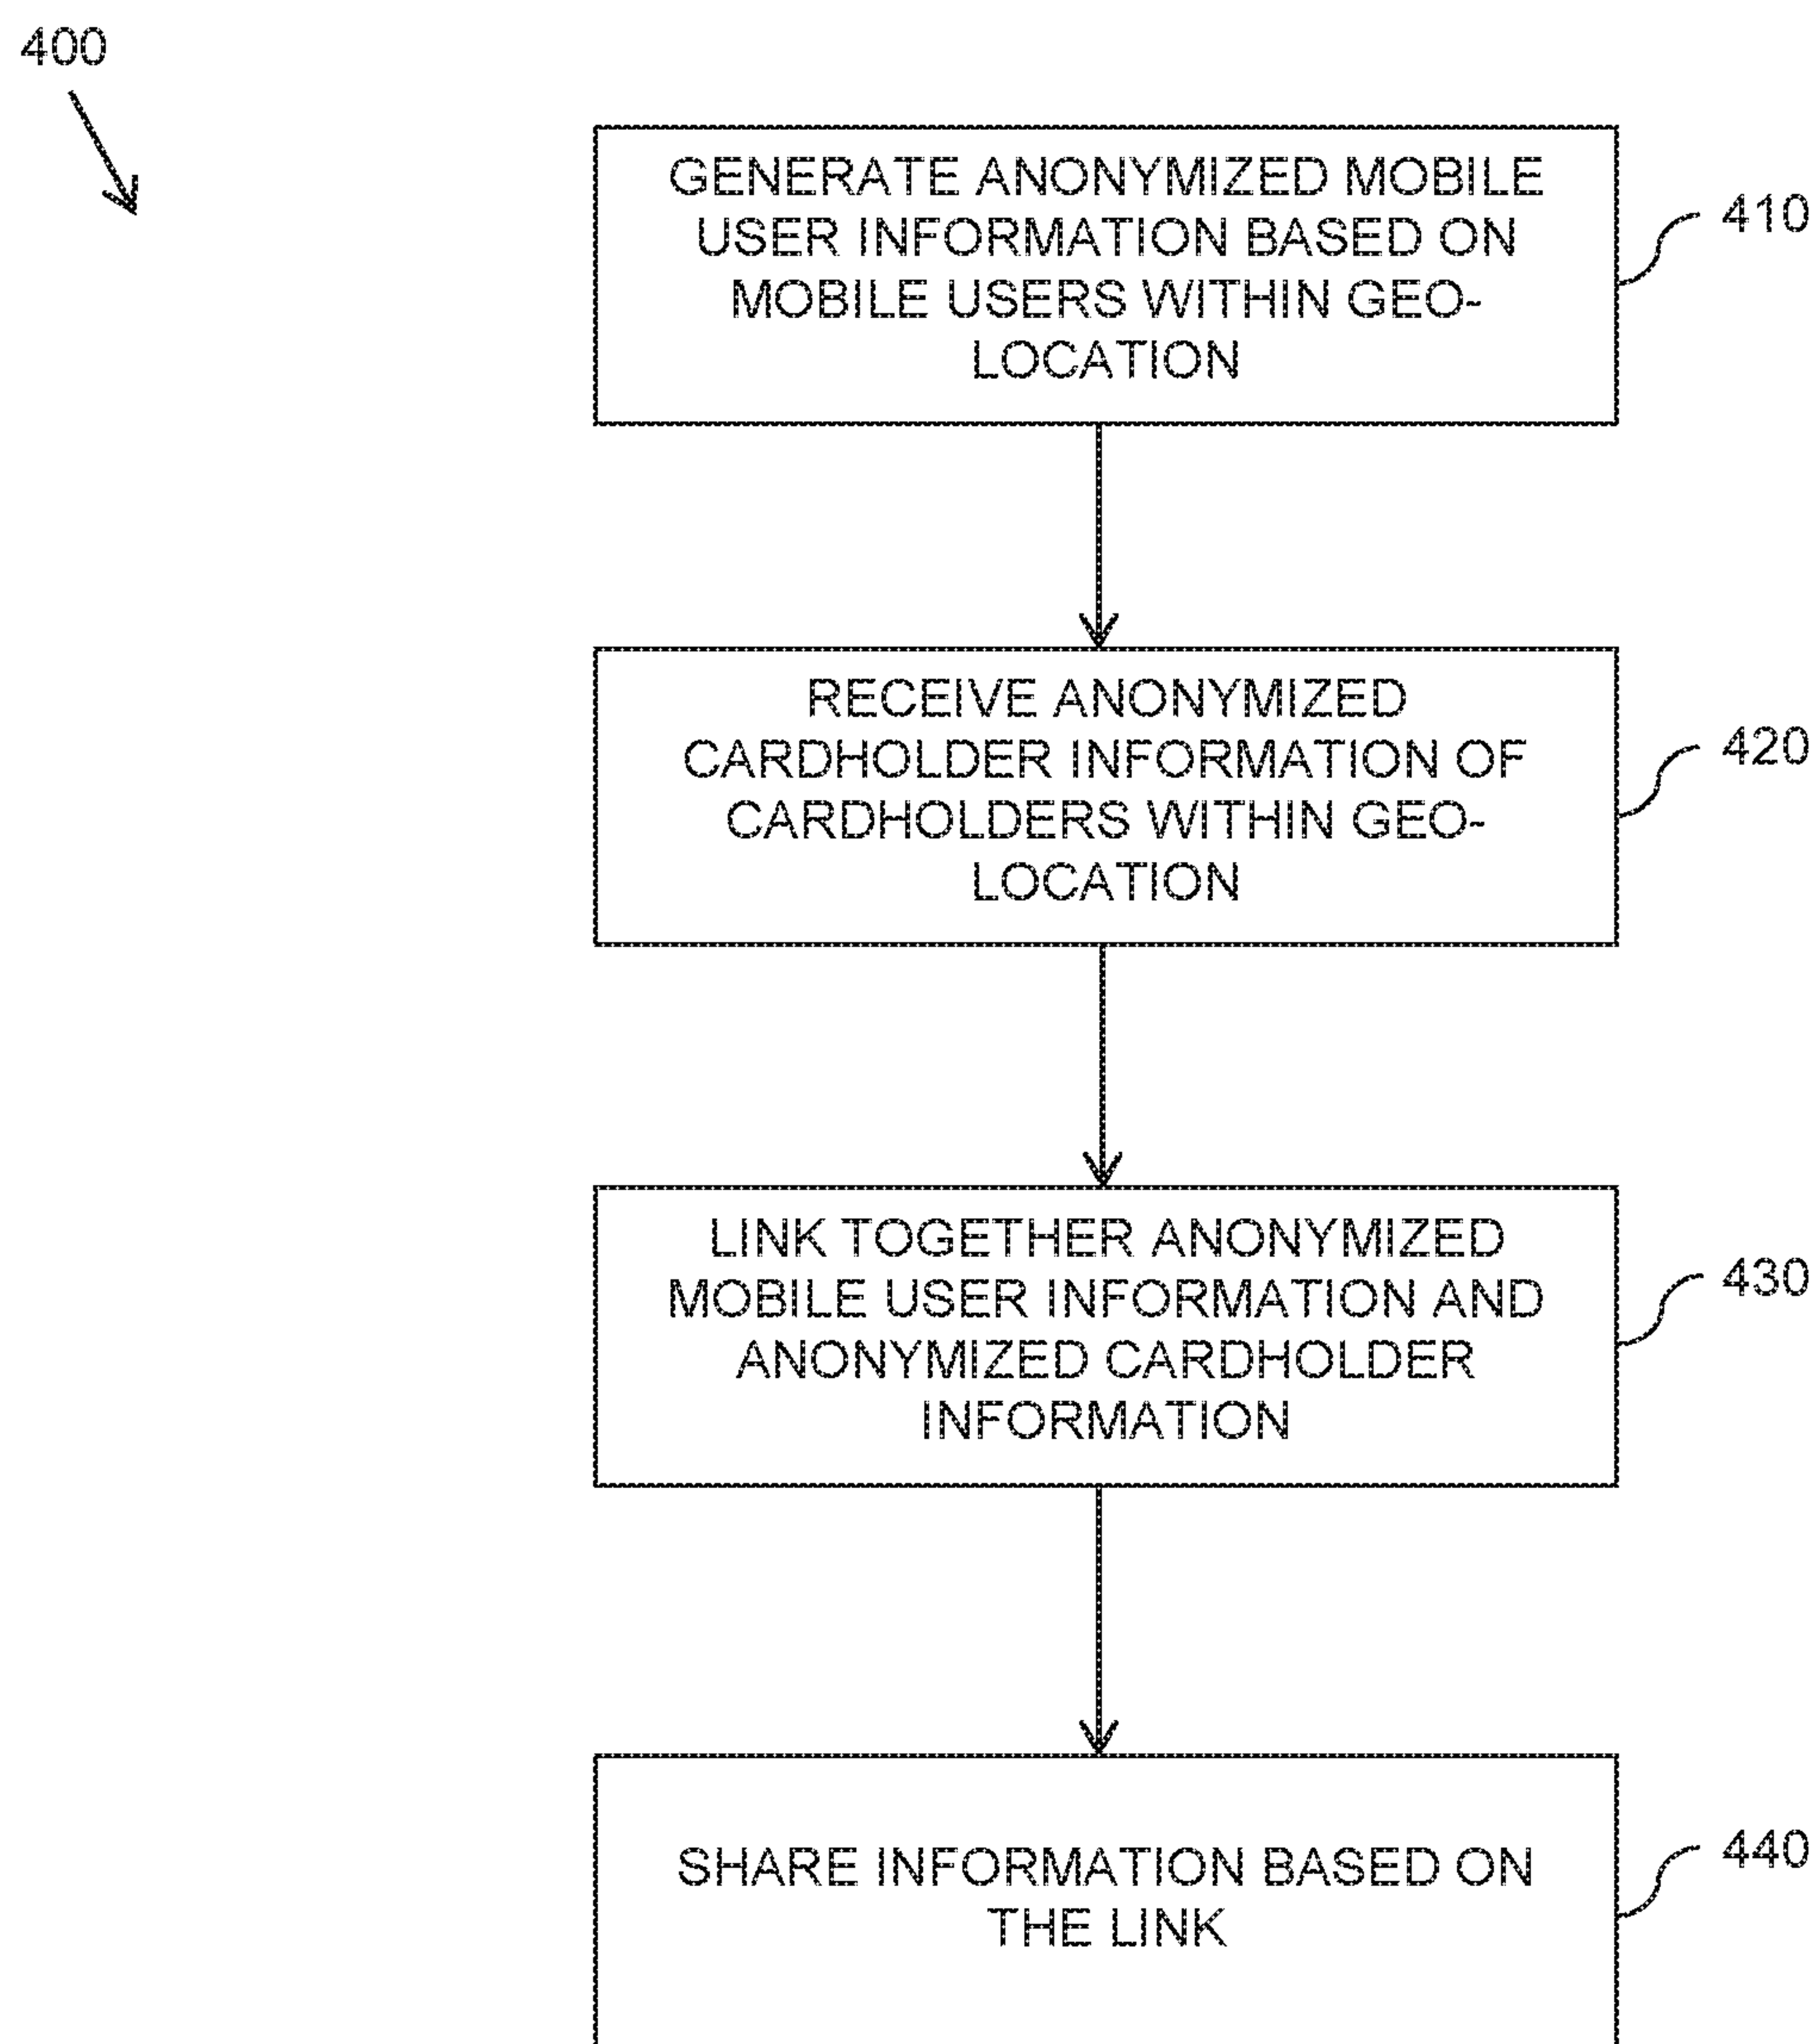 400
GENERATE ANONYMIZED MOBILE
USER INFORMATION BASED ON
MOBILE USERS WITHIN GEO-
LOCATION
410
RECEIVE ANONYMIZED
CARDHOLDER INFORMATION OF
CARDHOLDERS WITHIN GEO-
LOCATION
420
LINK TOGETHER ANONYMIZED
MOBILE USER INFORMATION AND
ANONYMIZED CARDHOLDER
INFORMATION
430
SHARE INFORMATION BASED ON
THE LINK
440